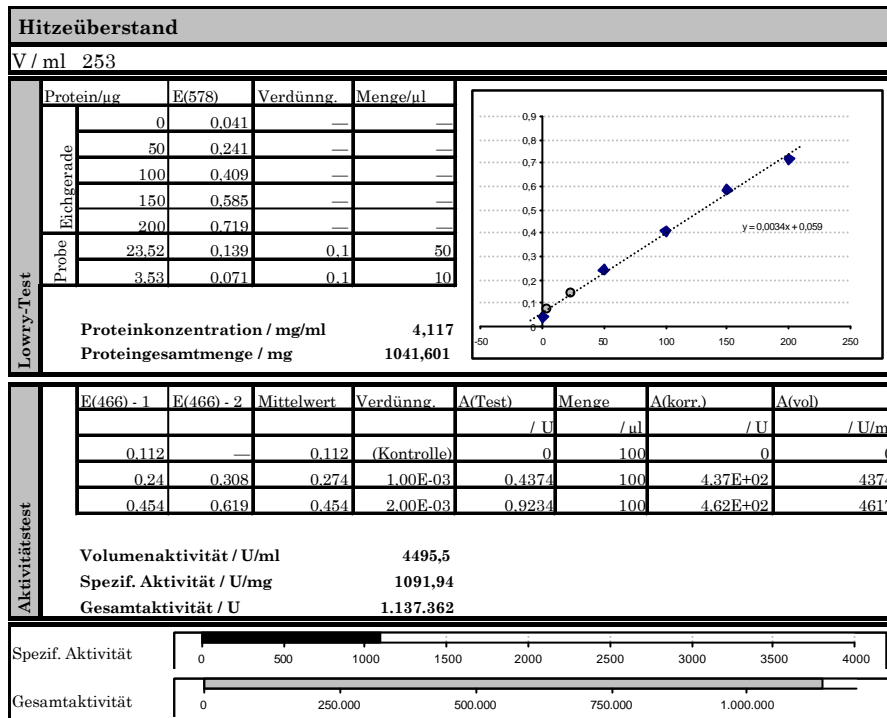 Hitzeüberstand
V / ml 253
Lowry-Test
Protein/µg E(578) Verdünng. Menge/µl
Eichgerade
0 0,041 — —
50 0,241 — —
100 0,409 — —
150 0,585 — —
200 0,719 — —
Probe
23,52 0,139 0,1 50
3,53 0,071 0,1 10
Proteinkonzentration / mg/ml 4,117
Proteingesamtmenge / mg 1041,601
0,9
0,8
0,7
0,6
0,5
0,4
0,3
0,2
0,1
0
y = 0,0034x + 0,059
-50 0 50 100 150 200 250
Aktivitätstest
E(466) - 1 E(466) - 2 Mittelwert Verdünng. A(Test) Menge A(korr.) A(vol)
/ U / µl / U / U/m
0,112 — 0,112 (Kontrolle) 0 100 0 0
0,24 0,308 0,274 1,00E-03 0,4374 100 4,37E+02 4374
0,454 0,619 0,454 2,00E-03 0,9234 100 4,62E+02 4617
Volumenaktivität / U/ml 4495,5
Spezif. Aktivität / U/mg 1091,94
Gesamtaktivität / U 1.137.362
Spezif. Aktivität
0 500 1000 1500 2000 2500 3000 3500 4000
Gesamtaktivität
0 250.000 500.000 750.000 1.000.000